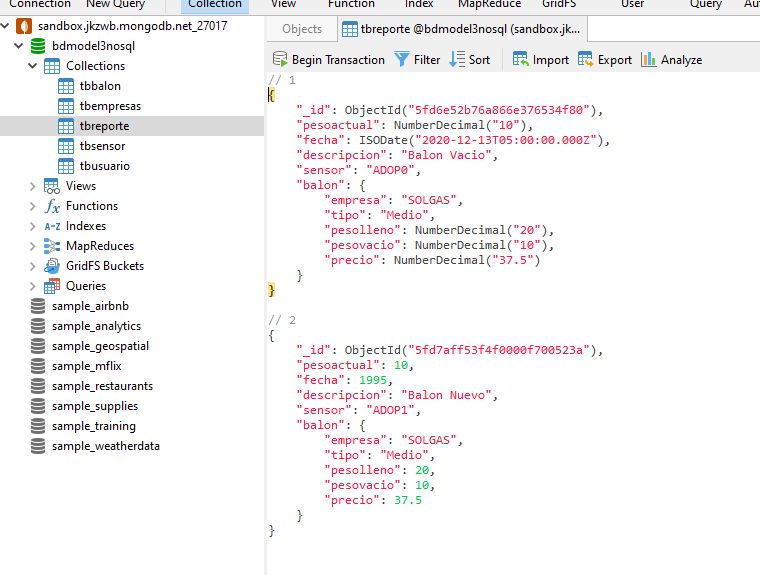 Connection New Query Collection View Function Index MapReduce GridFS User Query Au
sandbox.jkzwb.mongodb.net_27017
bdmodel3nosql
Collections
tbbalon
tbempresas
tbreporte
tbsensor
tbusuario
Views
Functions
Indexes
MapReduces
GridFS Buckets
Queries
sample_airbnb
sample_analytics
sample_geospatial
sample_mflix
sample_restaurants
sample_supplies
sample_training
sample_weatherdata
Objects
tbreporte @bdmodel3nosql (sandbox.jk...
Begin Transaction Filter Sort Import Export Analyze
// 1
{
"_id": ObjectId("5fd6e52b76a866e376534f80"),
"pesoactual": NumberDecimal("10"),
"fecha": ISODate("2020-12-13T05:00:00.000Z"),
"descripcion": "Balon Vacio",
"sensor": "ADOP0",
"balon": {
"empresa": "SOLGAS",
"tipo": "Medio",
"pesolleno": NumberDecimal("20"),
"pesovacio": NumberDecimal("10"),
"precio": NumberDecimal("37.5")
}
}
// 2
{
"_id": ObjectId("5fd7aff53f4f0000f700523a"),
"pesoactual": 10,
"fecha": 1995,
"descripcion": "Balon Nuevo",
"sensor": "ADOP1",
"balon": {
"empresa": "SOLGAS",
"tipo": "Medio",
"pesolleno": 20,
"pesovacio": 10,
"precio": 37.5
}
}